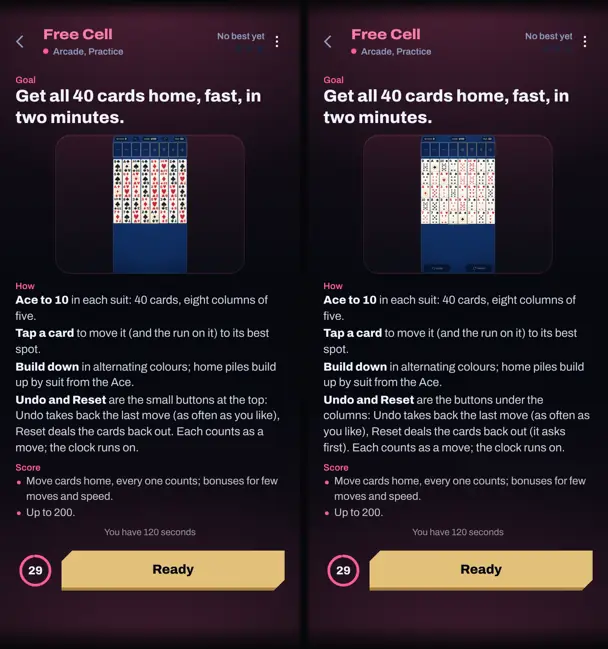 Free Cell
No best yet
Arcade, Practice
Goal
Get all 40 cards home, fast, in
two minutes.
How
Ace to 10 in each suit: 40 cards, eight columns of
five.
Tap a card to move it (and the run on it) to its best
spot.
Build down in alternating colours; home piles build
up by suit from the Ace.
Undo and Reset are the small buttons at the top:
Undo takes back the last move (as often as you like),
Reset deals the cards back out. Each counts as a
move; the clock runs on.
Score
Move cards home, every one counts; bonuses for few
moves and speed.
Up to 200.
You have 120 seconds
29
Ready
Free Cell
No best yet
Arcade, Practice
Goal
Get all 40 cards home, fast, in
two minutes.
How
Ace to 10 in each suit: 40 cards, eight columns of
five.
Tap a card to move it (and the run on it) to its best
spot.
Build down in alternating colours; home piles build
up by suit from the Ace.
Undo and Reset are the buttons under the
columns: Undo takes back the last move (as often as
you like), Reset deals the cards back out (it asks
first). Each counts as a move; the clock runs on.
Score
Move cards home, every one counts; bonuses for few
moves and speed.
Up to 200.
You have 120 seconds
29
Ready